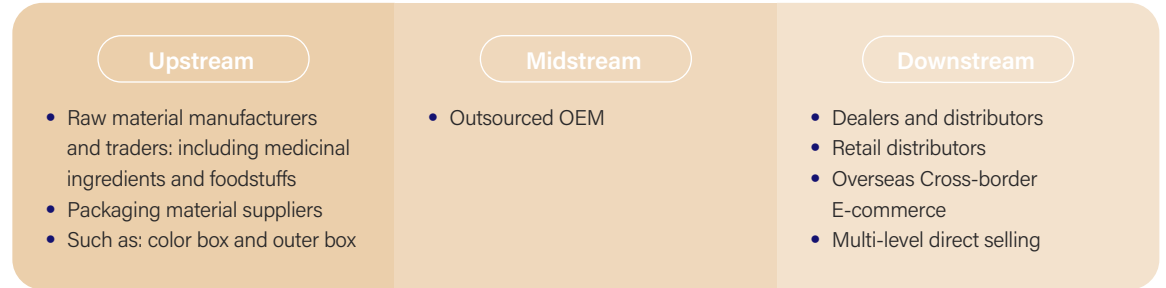 Upstream
• Raw material manufacturers
and traders: including medicinal
ingredients and foodstuffs
• Packaging material suppliers
• Such as: color box and outer box
Midstream
• Outsourced OEM
Downstream
• Dealers and distributors
• Retail distributors
• Overseas Cross-border
E-commerce
• Multi-level direct selling